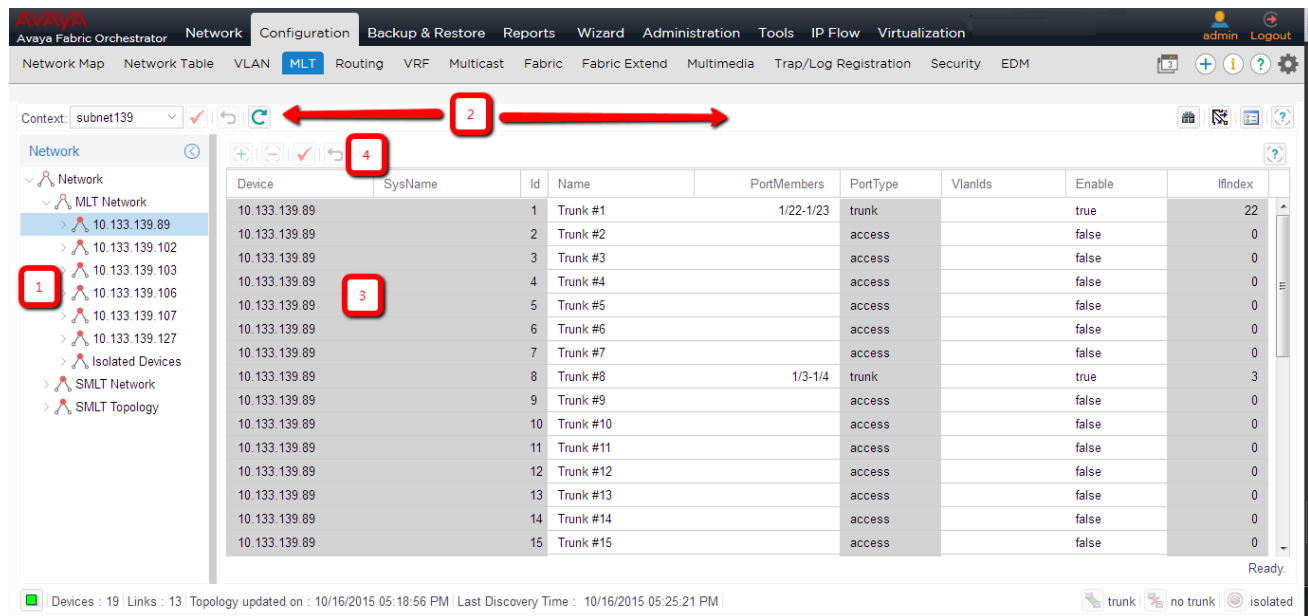 AVAYA
Avaya Fabric Orchestrator
Network Configuration Backup & Restore Reports Wizard Administration Tools IP Flow Virtualization
admin Logout
Network Map Network Table VLAN MLT Routing VRF Multicast Fabric Fabric Extend Multimedia Trap/Log Registration Security EDM
Context: subnet139
2
Network
4
Network
MLT Network
10.133.139.89
10.133.139.102
10.133.139.103
10.133.139.106
10.133.139.107
10.133.139.127
Isolated Devices
SMLT Network
SMLT Topology
1
Device SysName Id Name PortMembers PortType VlanIds Enable IfIndex
10.133.139.89 1 Trunk #1 1/22-1/23 trunk true 22
10.133.139.89 2 Trunk #2 access false 0
10.133.139.89 3 Trunk #3 access false 0
10.133.139.89 4 Trunk #4 access false 0
3
10.133.139.89 5 Trunk #5 access false 0
10.133.139.89 6 Trunk #6 access false 0
10.133.139.89 7 Trunk #7 access false 0
10.133.139.89 8 Trunk #8 1/3-1/4 trunk true 3
10.133.139.89 9 Trunk #9 access false 0
10.133.139.89 10 Trunk #10 access false 0
10.133.139.89 11 Trunk #11 access false 0
10.133.139.89 12 Trunk #12 access false 0
10.133.139.89 13 Trunk #13 access false 0
10.133.139.89 14 Trunk #14 access false 0
10.133.139.89 15 Trunk #15 access false 0
Ready.
Devices : 19 Links : 13 Topology updated on : 10/16/2015 05:18:56 PM Last Discovery Time : 10/16/2015 05:25:21 PM
trunk no trunk isolated